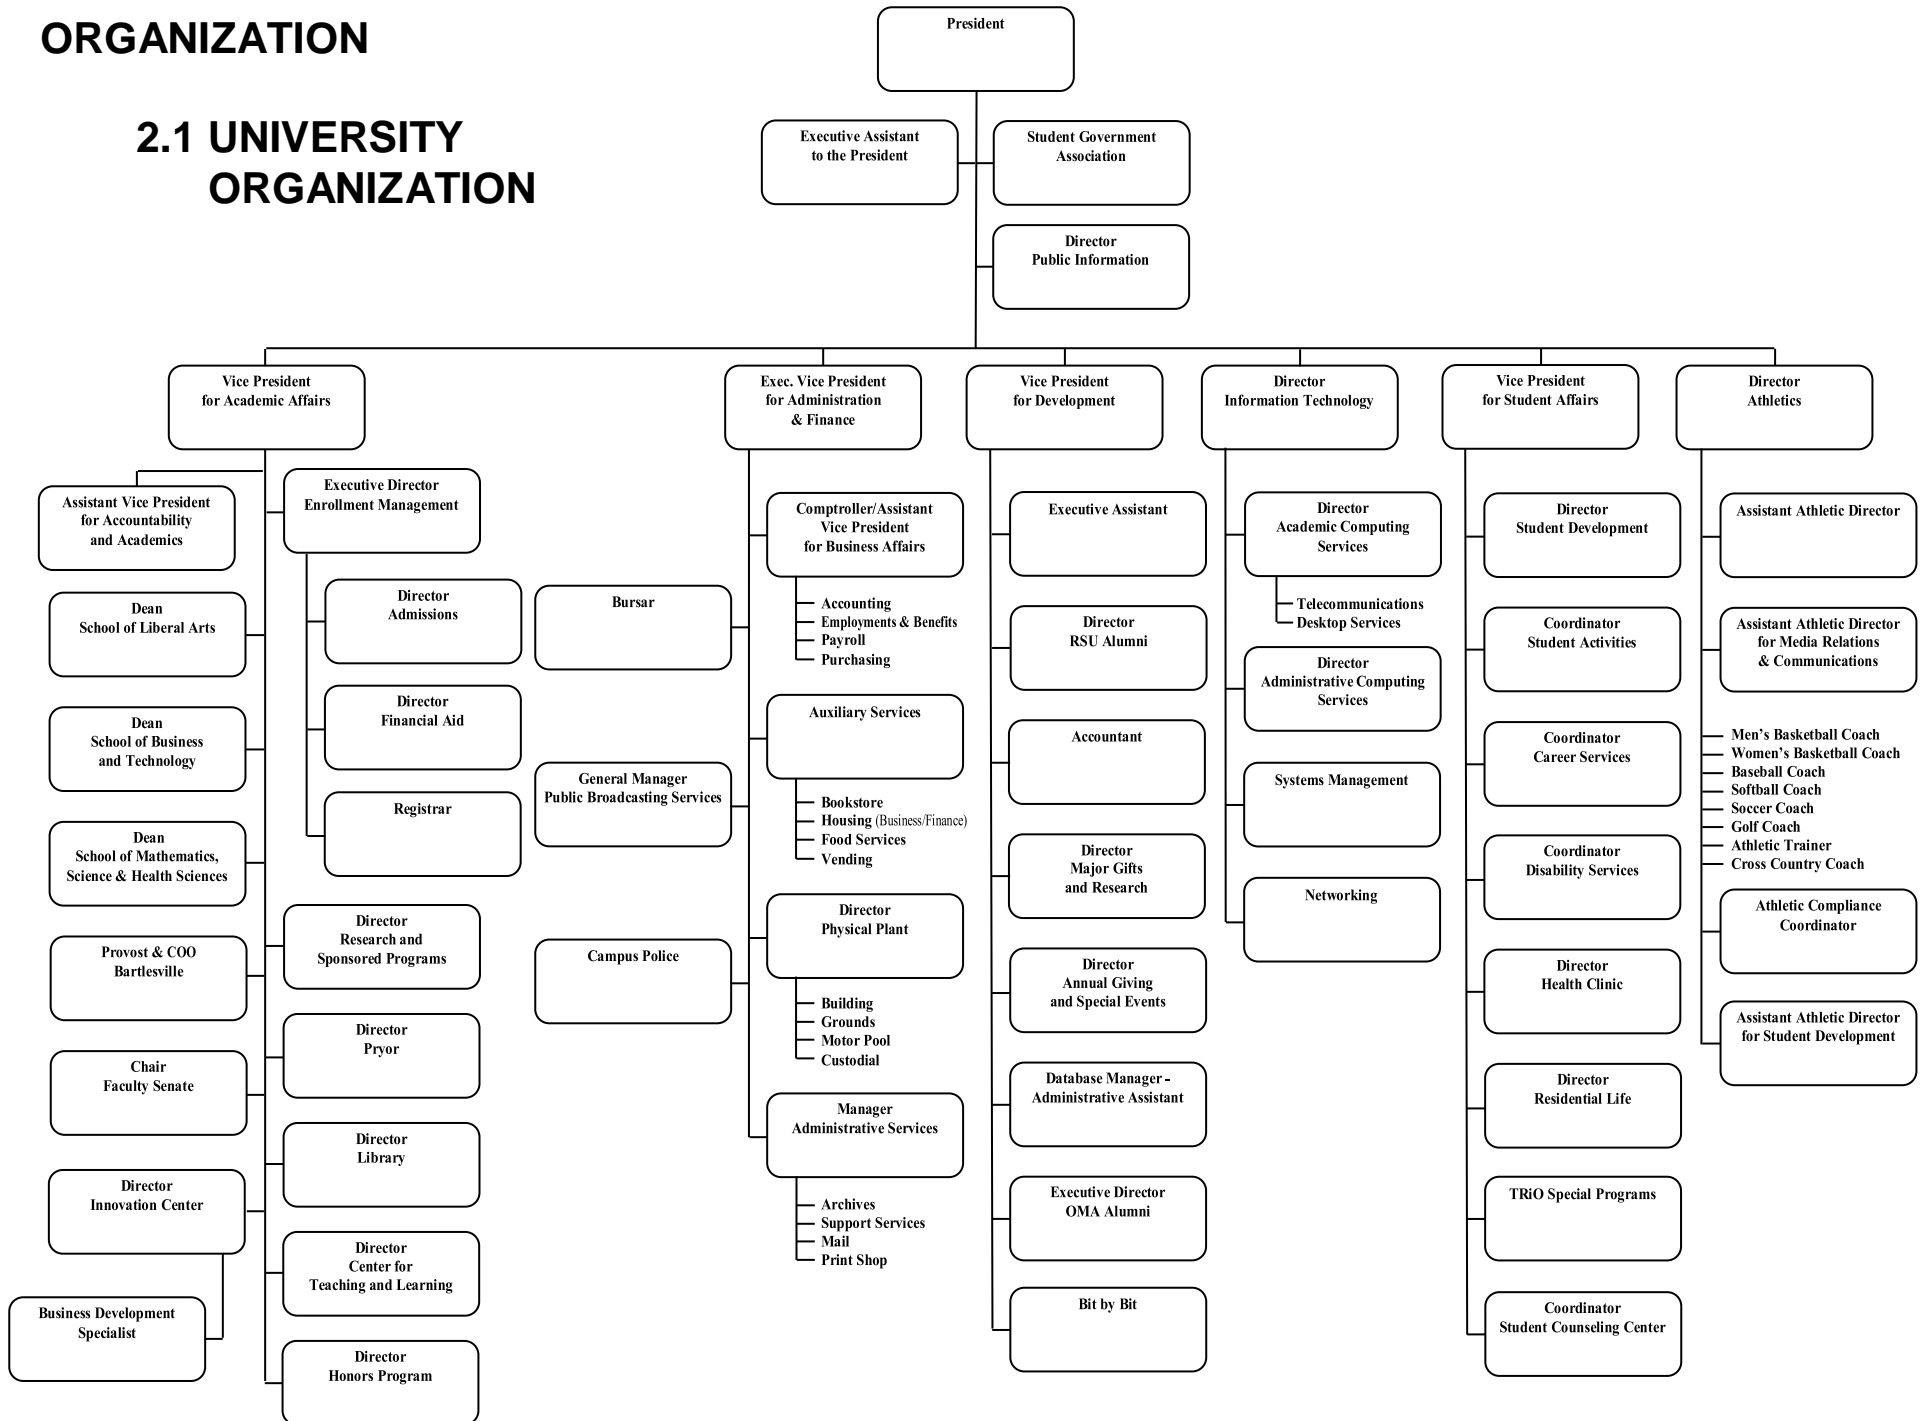 ORGANIZATION
2.1 UNIVERSITY
ORGANIZATION
President
Executive Assistant
to the President
Student Government
Association
Director
Public Information
Vice President
for Academic Affairs
Exec. Vice President
for Administration
& Finance
Vice President
for Development
Director
Information Technology
Vice President
for Student Affairs
Director
Athletics
Assistant Vice President
for Accountability
and Academics
Dean
School of Liberal Arts
Dean
School of Business
and Technology
Dean
School of Mathematics,
Science & Health Sciences
Provost & COO
Bartlesville
Chair
Faculty Senate
Director
Innovation Center
Business Development
Specialist
Executive Director
Enrollment Management
Director
Admissions
Director
Financial Aid
Registrar
Director
Research and
Sponsored Programs
Director
Pryor
Director
Library
Director
Center for
Teaching and Learning
Director
Honors Program
Bursar
General Manager
Public Broadcasting Services
Campus Police
Comptroller/Assistant
Vice President
for Business Affairs
Accounting
Employments & Benefits
Payroll
Purchasing
Auxiliary Services
Bookstore
Housing (Business/Finance)
Food Services
Vending
Director
Physical Plant
Building
Grounds
Motor Pool
Custodial
Manager
Administrative Services
Archives
Support Services
Mail
Print Shop
Executive Assistant
Director
RSU Alumni
Accountant
Director
Major Gifts
and Research
Director
Annual Giving
and Special Events
Database Manager -
Administrative Assistant
Executive Director
OMA Alumni
Bit by Bit
Director
Academic Computing
Services
Telecommunications
Desktop Services
Director
Administrative Computing
Services
Systems Management
Networking
Director
Student Development
Coordinator
Student Activities
Coordinator
Career Services
Coordinator
Disability Services
Director
Health Clinic
Director
Residential Life
TRiO Special Programs
Coordinator
Student Counseling Center
Assistant Athletic Director
Assistant Athletic Director
for Media Relations
& Communications
Men's Basketball Coach
Women's Basketball Coach
Baseball Coach
Softball Coach
Soccer Coach
Golf Coach
Athletic Trainer
Cross Country Coach
Athletic Compliance
Coordinator
Assistant Athletic Director
for Student Development